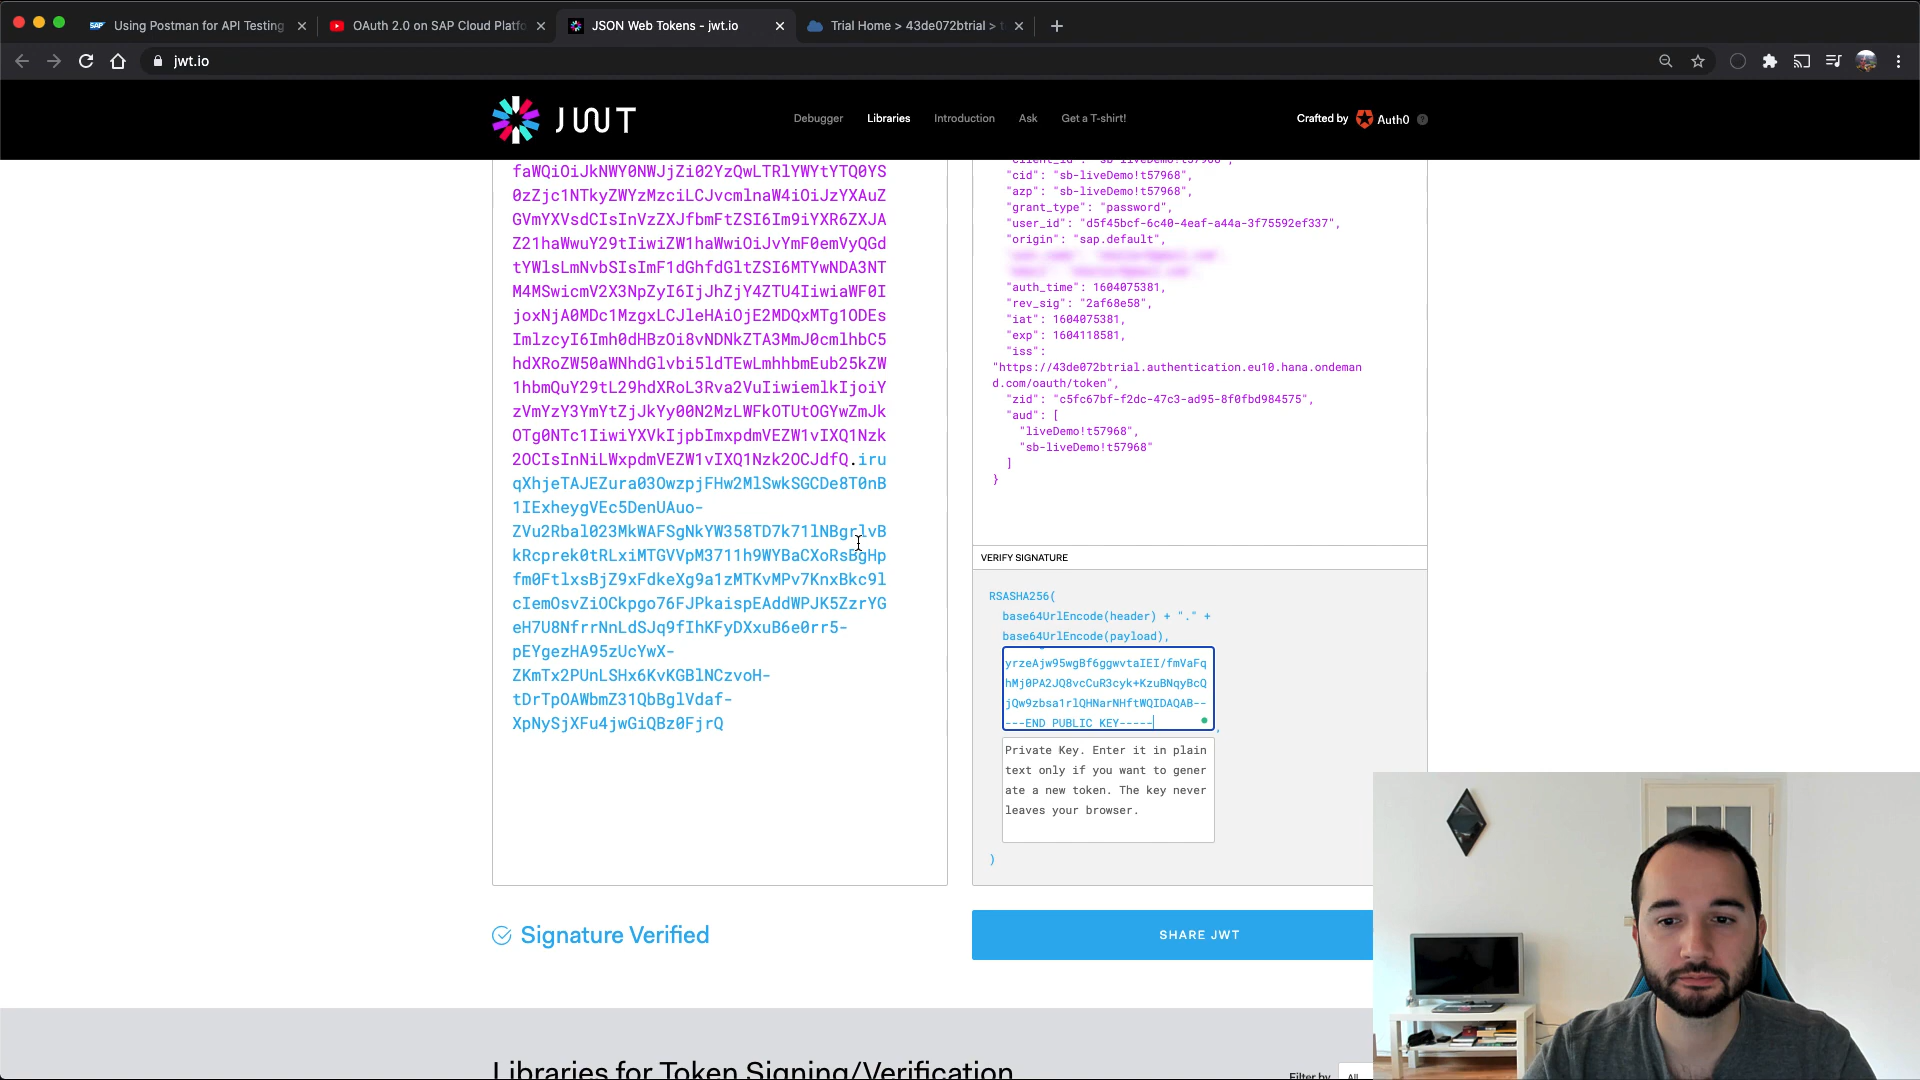 Using Postman for API Testing
OAuth 2.0 on SAP Cloud Platfo
JSON Web Tokens - jwt.io
Trial Home > 43de072btrial > t
jwt.io
JWT
Debugger
Libraries
Introduction
Ask
Get a T-shirt!
Crafted by
Auth0
faWQiOiJkNWY0NWJjZi02YzQwLTRlYWYtYTQ0YS
0zZjc1NTkyZWYzMzciLCJvcmlnaW4iOiJzYXAuZ
GVmYXVsdCIsInVzZXJfbmFtZSI6Im9iYXR6ZXJA
Z21haWwuY29tIiwiZW1haWwiOiJvYmF0emVyQGd
tYWlsLmNvbSIsImF1dGhfdGltZSI6MTYwNDA3NT
M4MSwicmV2X3NpZyI6IjJhZjY4ZTU4IiwiaWF0I
joxNjA0MDc1MzgxLCJleHAiOjE2MDQxMTg1ODEs
ImlzcyI6Imh0dHBzOi8vNDNkZTA3MmJ0cmlhbC5
hdXRoZW50aWNhdGlvbi5ldTEwLmhhbmEub25kZW
1hbmQuY29tL29hdXRoL3Rva2VuIiwiemlkIjoiY
zVmYzY3YmYtZjJkYy00N2MzLWFkOTUtOGYwZmJk
OTg0NTc1IiwiYXVkIjpbImxpdmVEZW1vIXQ1Nzk
2OCIsInNiLWxpdmVEZW1vIXQ1Nzk2OCJdfQ.iru
qXhjeTAJEZura03OwzpjFHw2MlSwkSGCDe8T0nB
1IExheygVEc5DenUAuo-
ZVu2Rbal023MkWAFSgNkYW358TD7k71lNBgrlvB
kRcprek0tRLxiMTGVVpM3711h9WYBaCXoRsBgHp
fm0FtlxsBjZ9xFdkeXg9a1zMTKvMPv7KnxBkc9l
cIemOsvZiOCkpgo76FJPkaispEAddWPJK5ZzrYG
eH7U8NfrrNnLdSJq9fIhKFyDXxuB6e0rr5-
pEYgezHA95zUcYwX-
ZKmTx2PUnLSHx6KvKGBlNCzvoH-
tDrTpOAWbmZ31QbBglVdaf-
XpNySjXFu4jwGiQBz0FjrQ
"client_id": "sb-liveDemo!t57968",
"cid": "sb-liveDemo!t57968",
"azp": "sb-liveDemo!t57968",
"grant_type": "password",
"user_id": "d5f45bcf-6c40-4eaf-a44a-3f75592ef337",
"origin": "sap.default",
"auth_time": 1604075381,
"rev_sig": "2af68e58",
"iat": 1604075381,
"exp": 1604118581,
"iss":
"https://43de072btrial.authentication.eu10.hana.ondeman
d.com/oauth/token",
"zid": "c5fc67bf-f2dc-47c3-ad95-8f0fbd984575",
"aud": [
"liveDemo!t57968",
"sb-liveDemo!t57968"
]
}
VERIFY SIGNATURE
RSASHA256(
base64UrlEncode(header) + "." +
base64UrlEncode(payload),
yrzeAjw95wgBf6ggwvtaIEI/fmVaFq
hMj0PA2JQ8vcCuR3cyk+KzuBNqyBcQ
jQw9zbsa1rlQHNarNHftWQIDAQAB--
---END PUBLIC KEY-----
,
Private Key. Enter it in plain
text only if you want to gener
ate a new token. The key never
leaves your browser.
)
Signature Verified
SHARE JWT
Libraries for Token Signing/Verification
Filter by
All